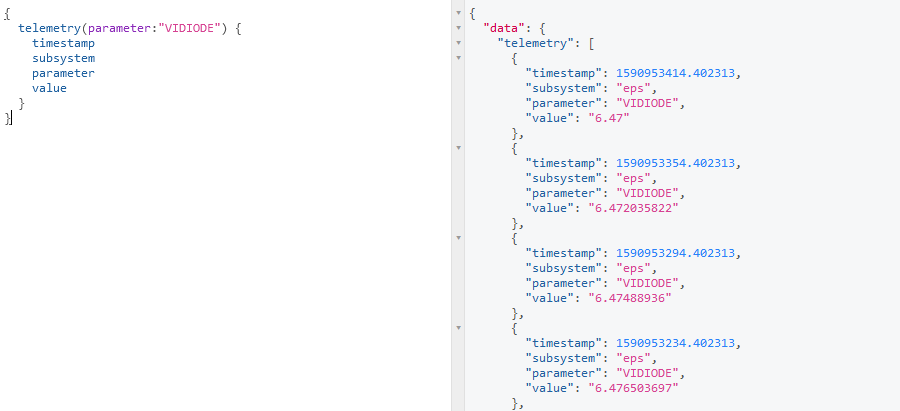 {
  telemetry(parameter:"VIDIODE") {
    timestamp
    subsystem
    parameter
    value
  }
}
{
  "data": {
    "telemetry": [
      {
        "timestamp": 1590953414.402313,
        "subsystem": "eps",
        "parameter": "VIDIODE",
        "value": "6.47"
      },
      {
        "timestamp": 1590953354.402313,
        "subsystem": "eps",
        "parameter": "VIDIODE",
        "value": "6.472035822"
      },
      {
        "timestamp": 1590953294.402313,
        "subsystem": "eps",
        "parameter": "VIDIODE",
        "value": "6.47488936"
      },
      {
        "timestamp": 1590953234.402313,
        "subsystem": "eps",
        "parameter": "VIDIODE",
        "value": "6.476503697"
      },